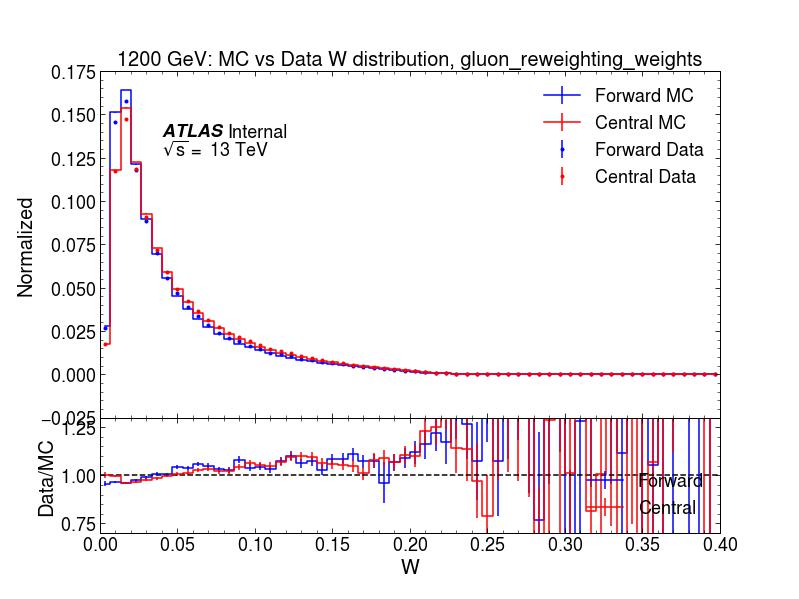 1200 GeV: MC vs Data W distribution, gluon_reweighting_weights
0.175
0.150
0.125
0.100
0.075
0.050
0.025
0.000
−0.025
Normalized
ATLAS Internal
√s = 13 TeV
Forward MC
Central MC
Forward Data
Central Data
1.25
1.00
0.75
Data/MC
Forward
Central
0.00 0.05 0.10 0.15 0.20 0.25 0.30 0.35 0.40
W